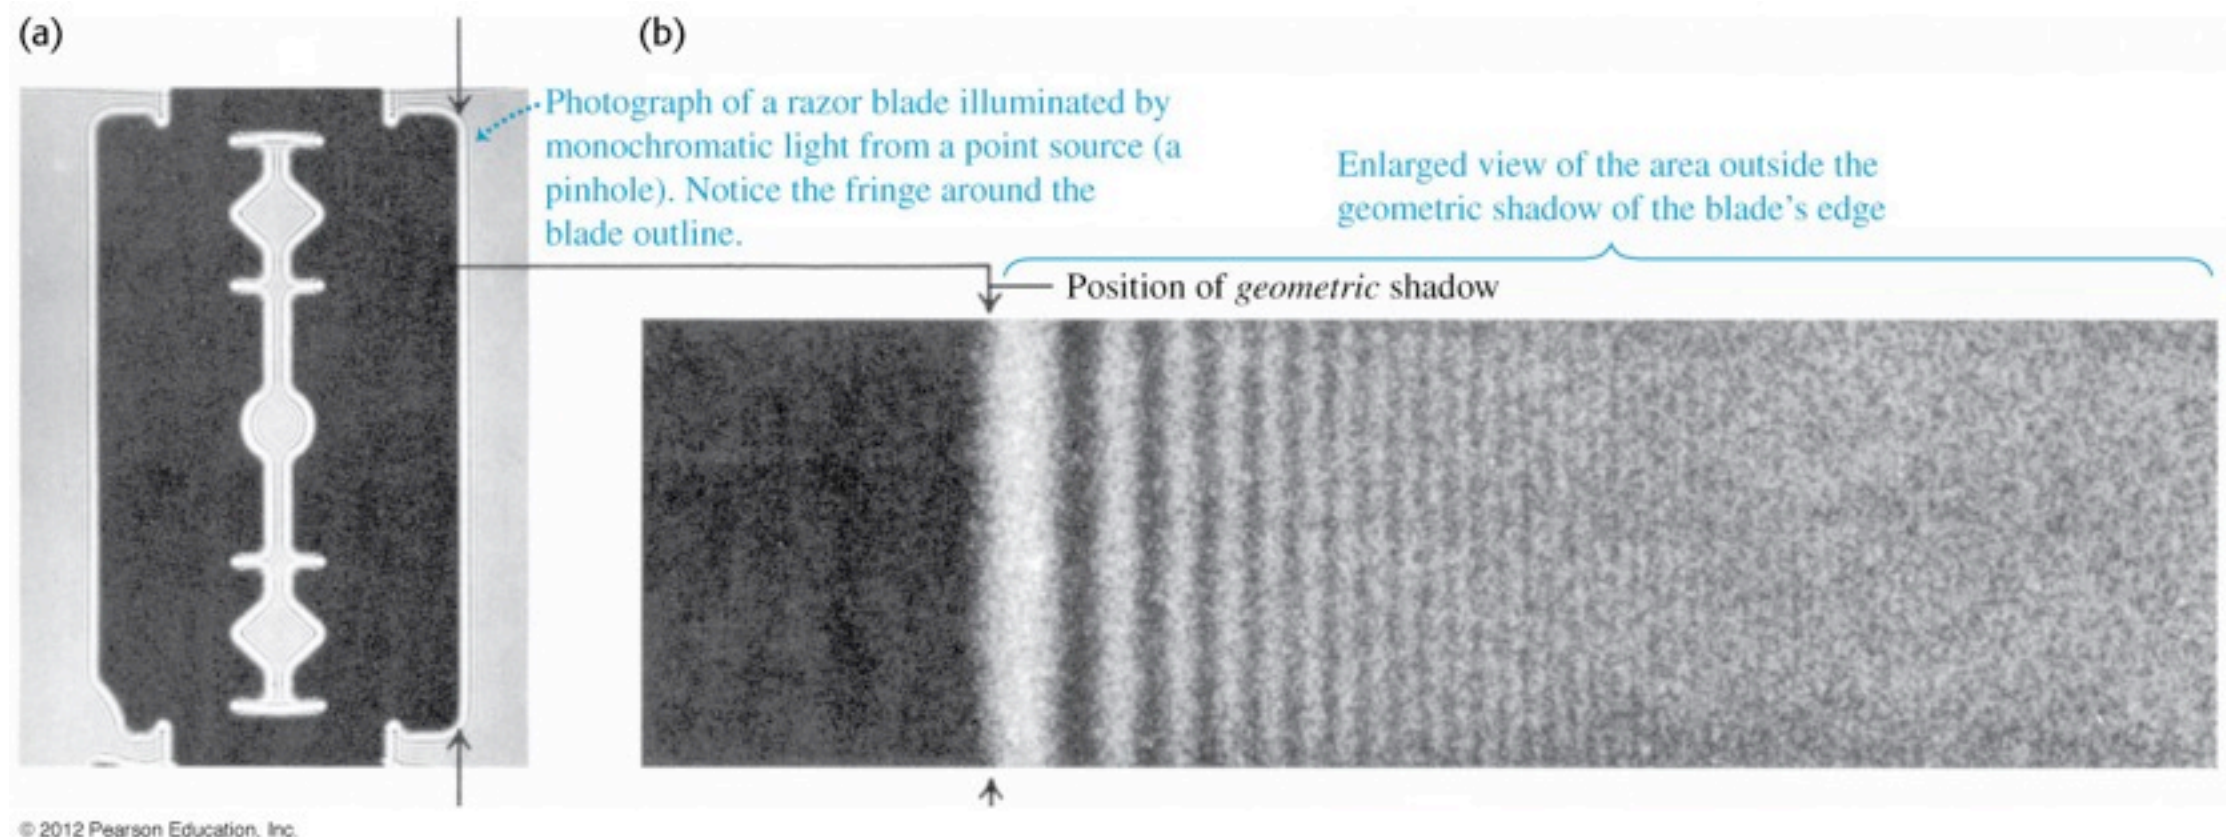 (a)
Photograph of a razor blade illuminated by
monochromatic light from a point source (a
pinhole). Notice the fringe around the
blade outline.
(b)
Enlarged view of the area outside the
geometric shadow of the blade's edge
Position of geometric shadow
© 2012 Pearson Education, Inc.